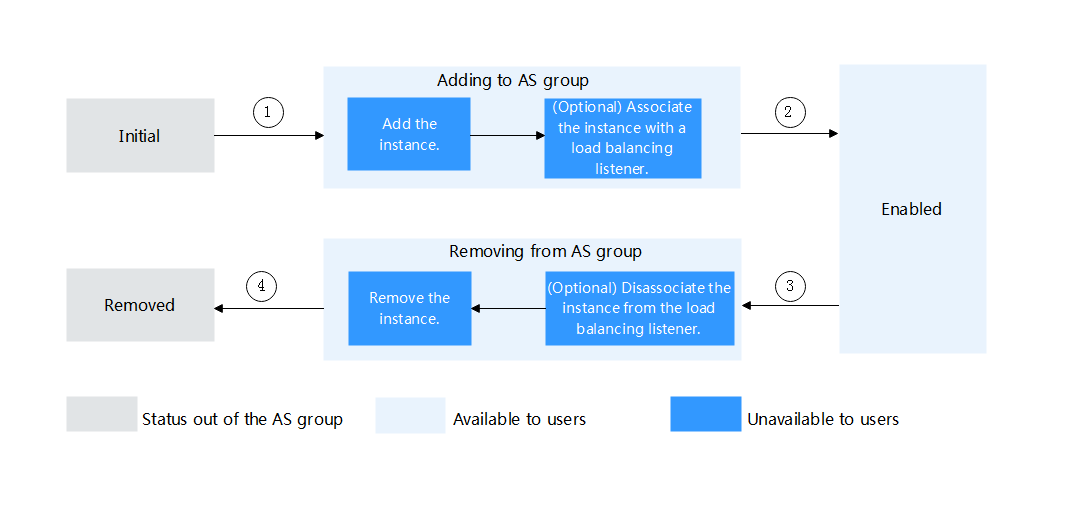 Adding to AS group
Initial
1
Add the
instance.
(Optional) Associate
the instance with a
load balancing
listener.
2
Enabled
Removing from AS group
Removed
4
Remove the
instance.
(Optional) Disassociate the
instance from the load
balancing listener.
3
Status out of the AS group
Available to users
Unavailable to users